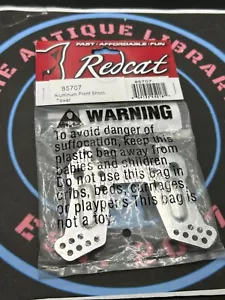 THE ANTIQUE LIBRARY
FAST • AFFORDABLE • FUN
Redcat
85707
85707
Aluminum Front Shock
Tower
WARNING
To avoid danger of
suffocation, keep this
plastic bag away from
babies and children.
Do not use this bag in
cribs, beds, carriages,
or playpens This bag is
not a toy.